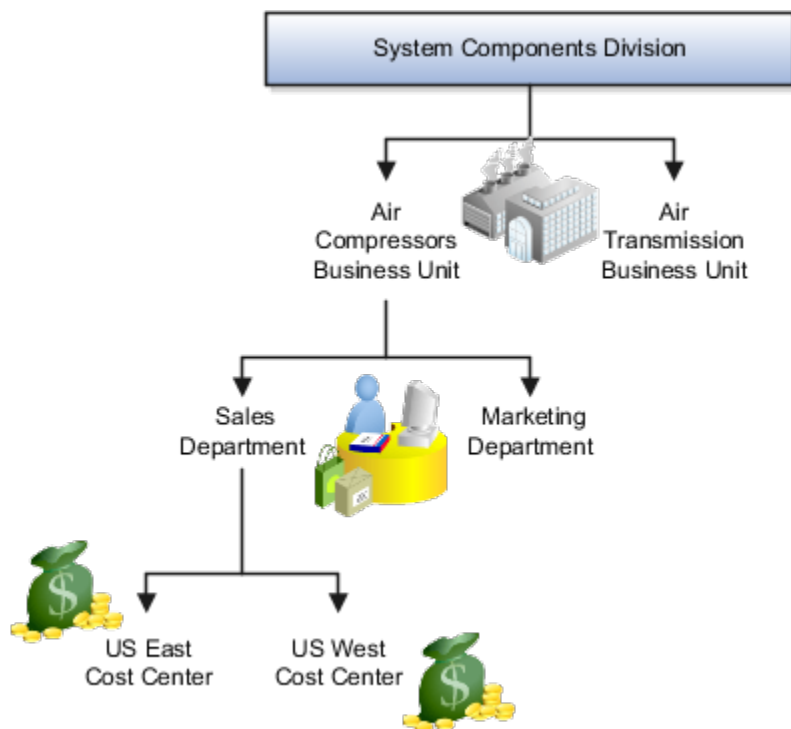 System Components Division
Air
Compressors
Business Unit
Air
Transmission
Business Unit
Sales
Department
Marketing
Department
US East
Cost Center
US West
Cost Center
$
$